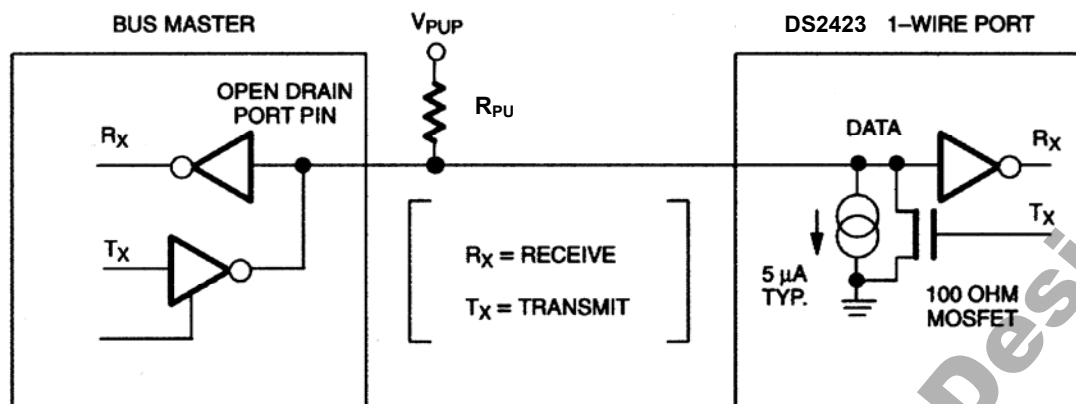 BUS MASTER
VPUP
DS2423 1–WIRE PORT
OPEN DRAIN
PORT PIN
RX
TX
RPU
RX = RECEIVE
TX = TRANSMIT
DATA
RX
TX
5 µA
TYP.
100 OHM
MOSFET
Desi